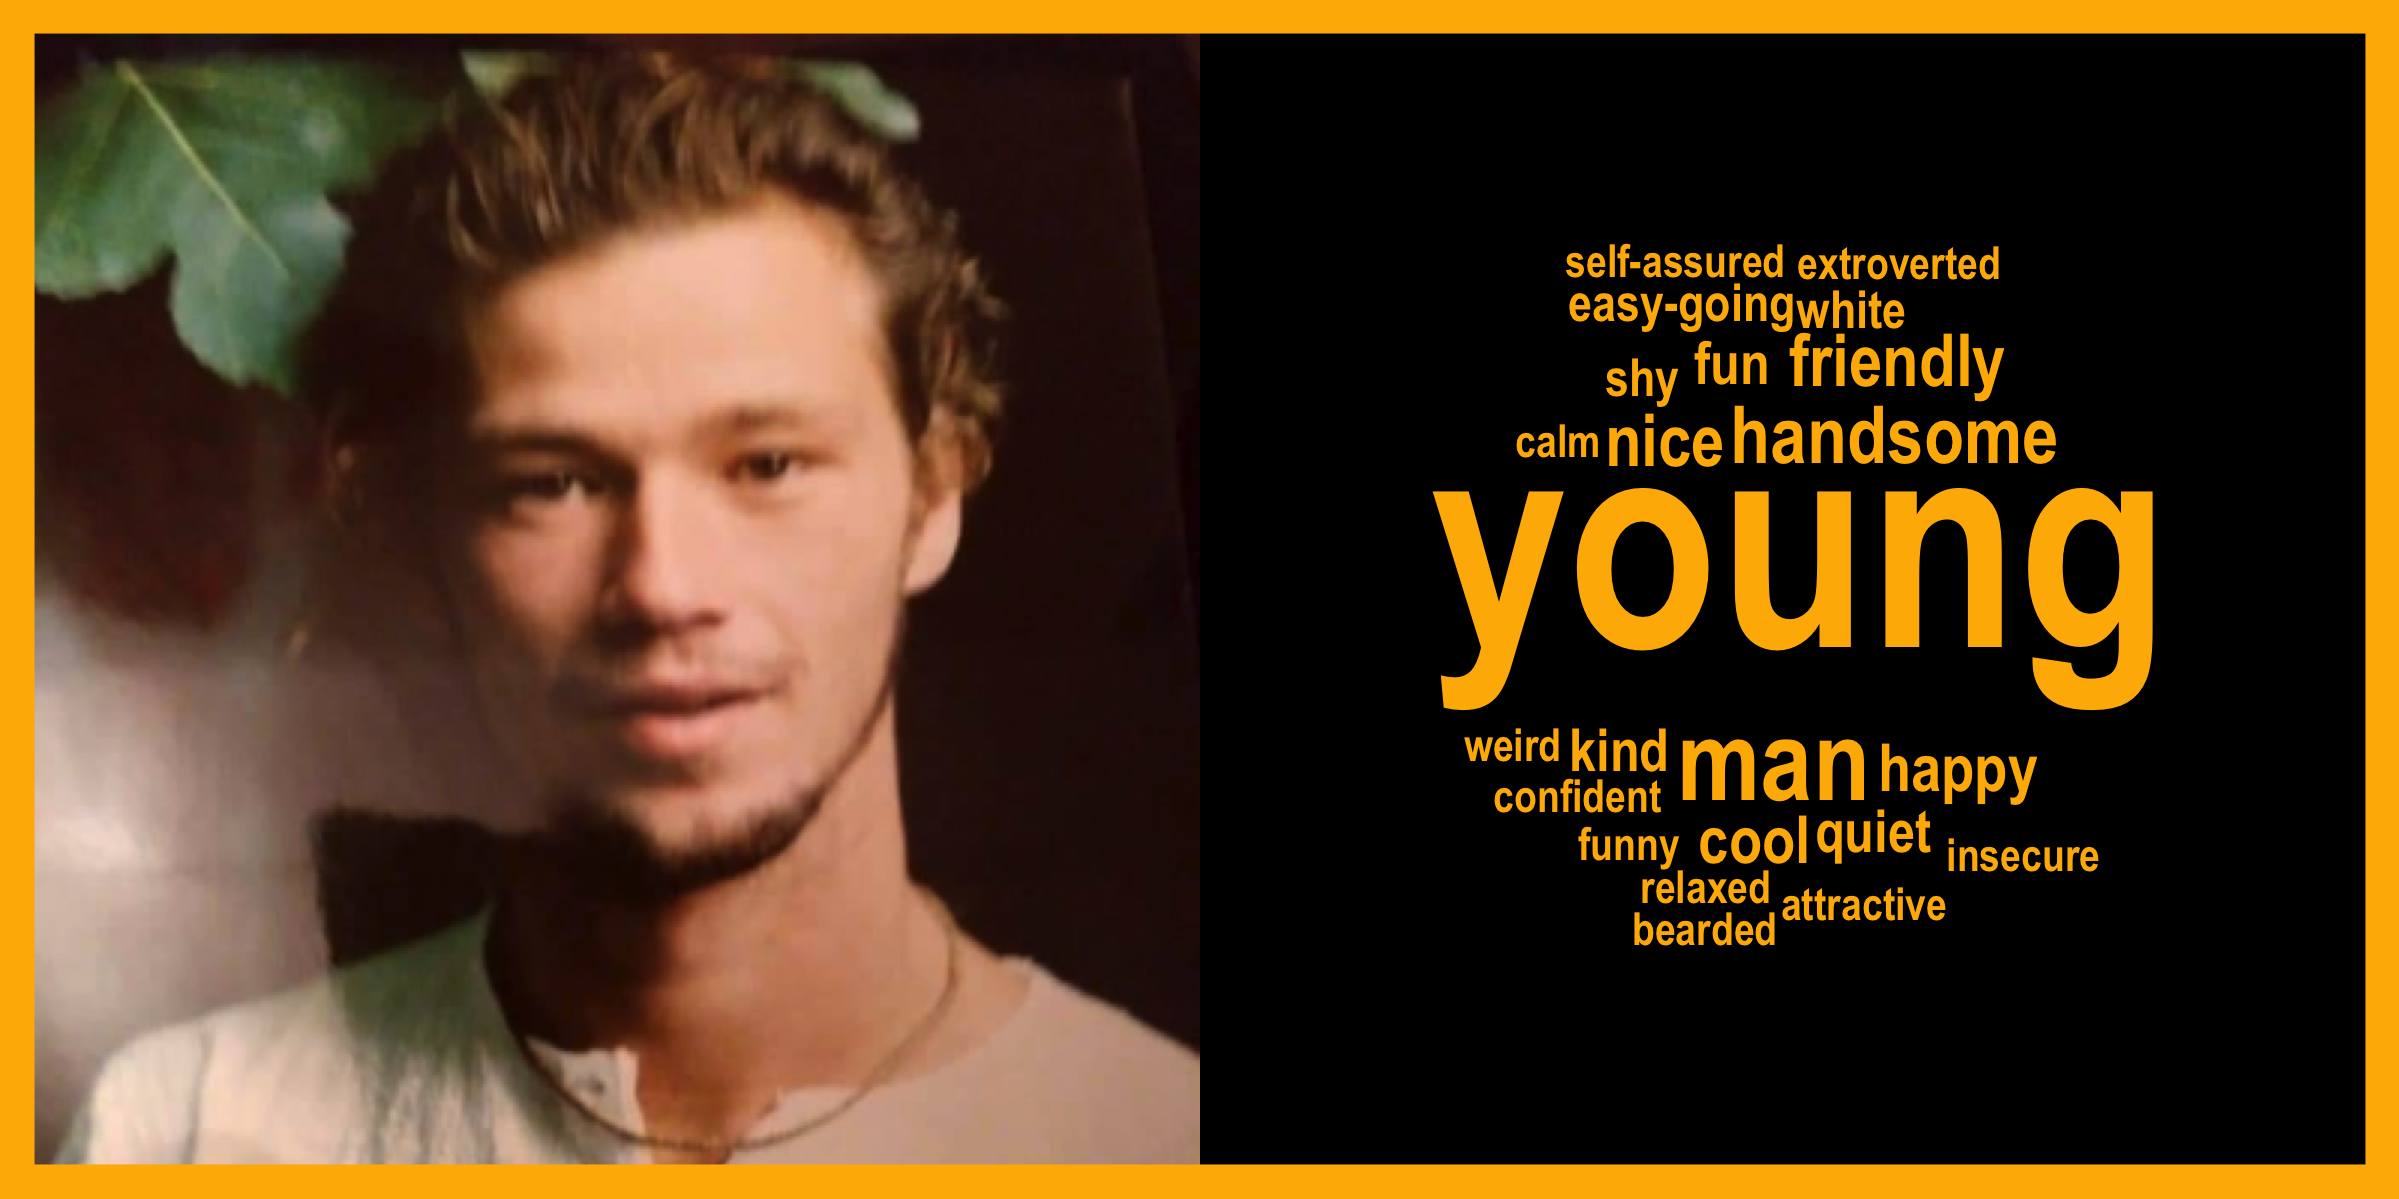 self-assured extroverted
easy-going white
shy fun friendly
calm nice handsome
young
weird kind man happy
confident
funny cool quiet insecure
relaxed attractive
bearded